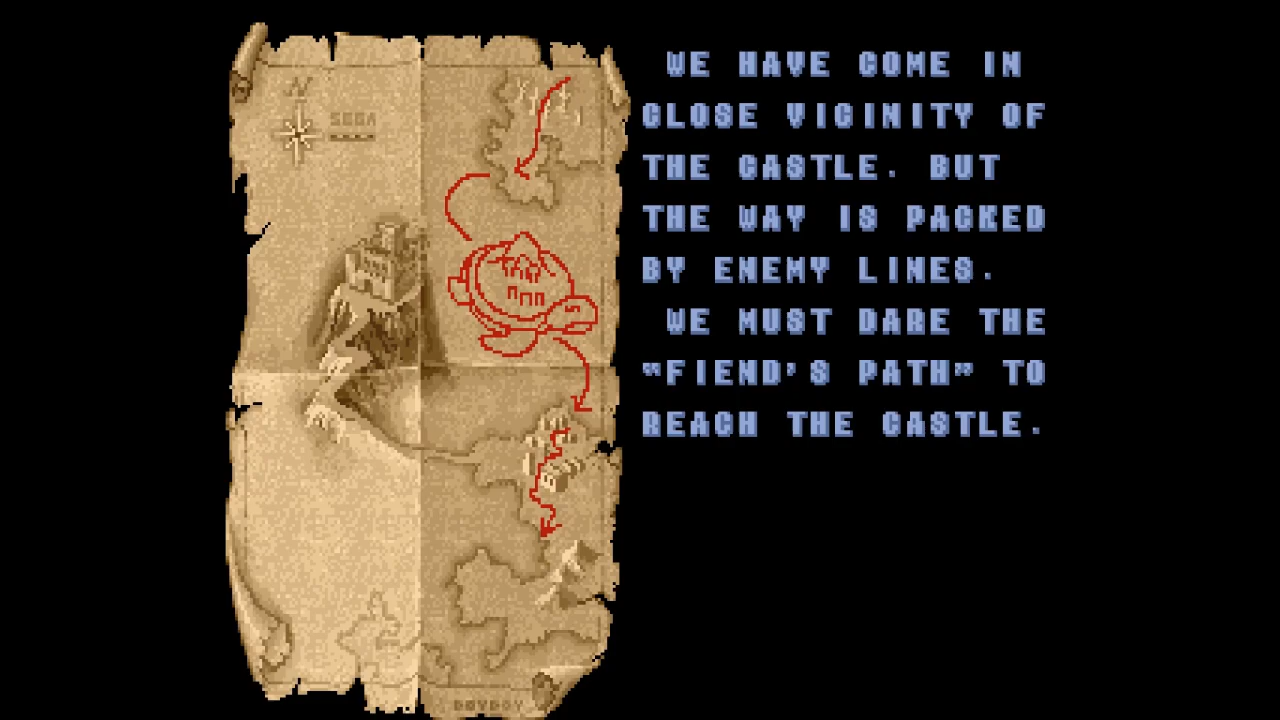 N
SEGA
WE HAVE COME IN
CLOSE VICINITY OF
THE CASTLE. BUT
THE WAY IS PACKED
BY ENEMY LINES.
WE MUST DARE THE
"FIEND'S PATH" TO
REACH THE CASTLE.